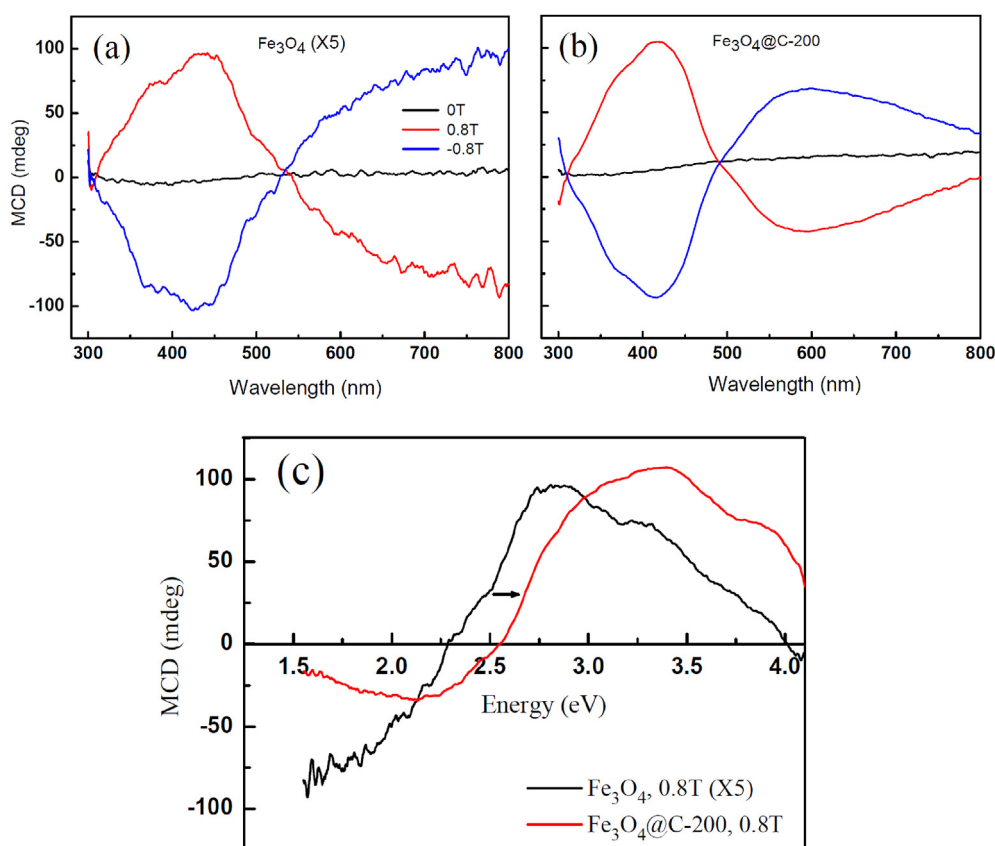 (a)
Fe₃O₄ (X5)
MCD (mdeg)
100
50
0
-50
-100
0T
0.8T
-0.8T
300 400 500 600 700 800
Wavelength (nm)
(b)
Fe₃O₄@C-200
300 400 500 600 700 800
Wavelength (nm)
(c)
MCD (mdeg)
100
50
0
-50
-100
1.5 2.0 2.5 3.0 3.5 4.0
Energy (eV)
Fe₃O₄, 0.8T (X5)
Fe₃O₄@C-200, 0.8T